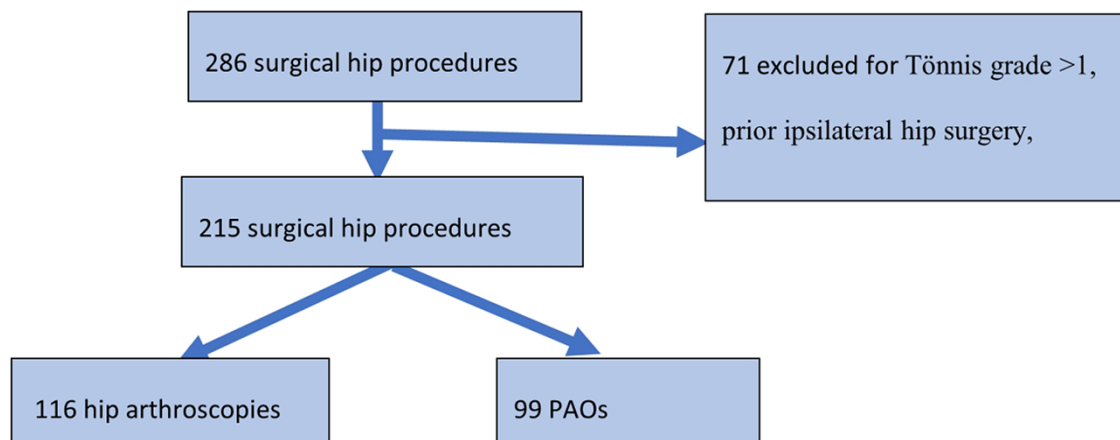 286 surgical hip procedures
71 excluded for Tönnis grade >1,
prior ipsilateral hip surgery,
215 surgical hip procedures
116 hip arthroscopies
99 PAOs